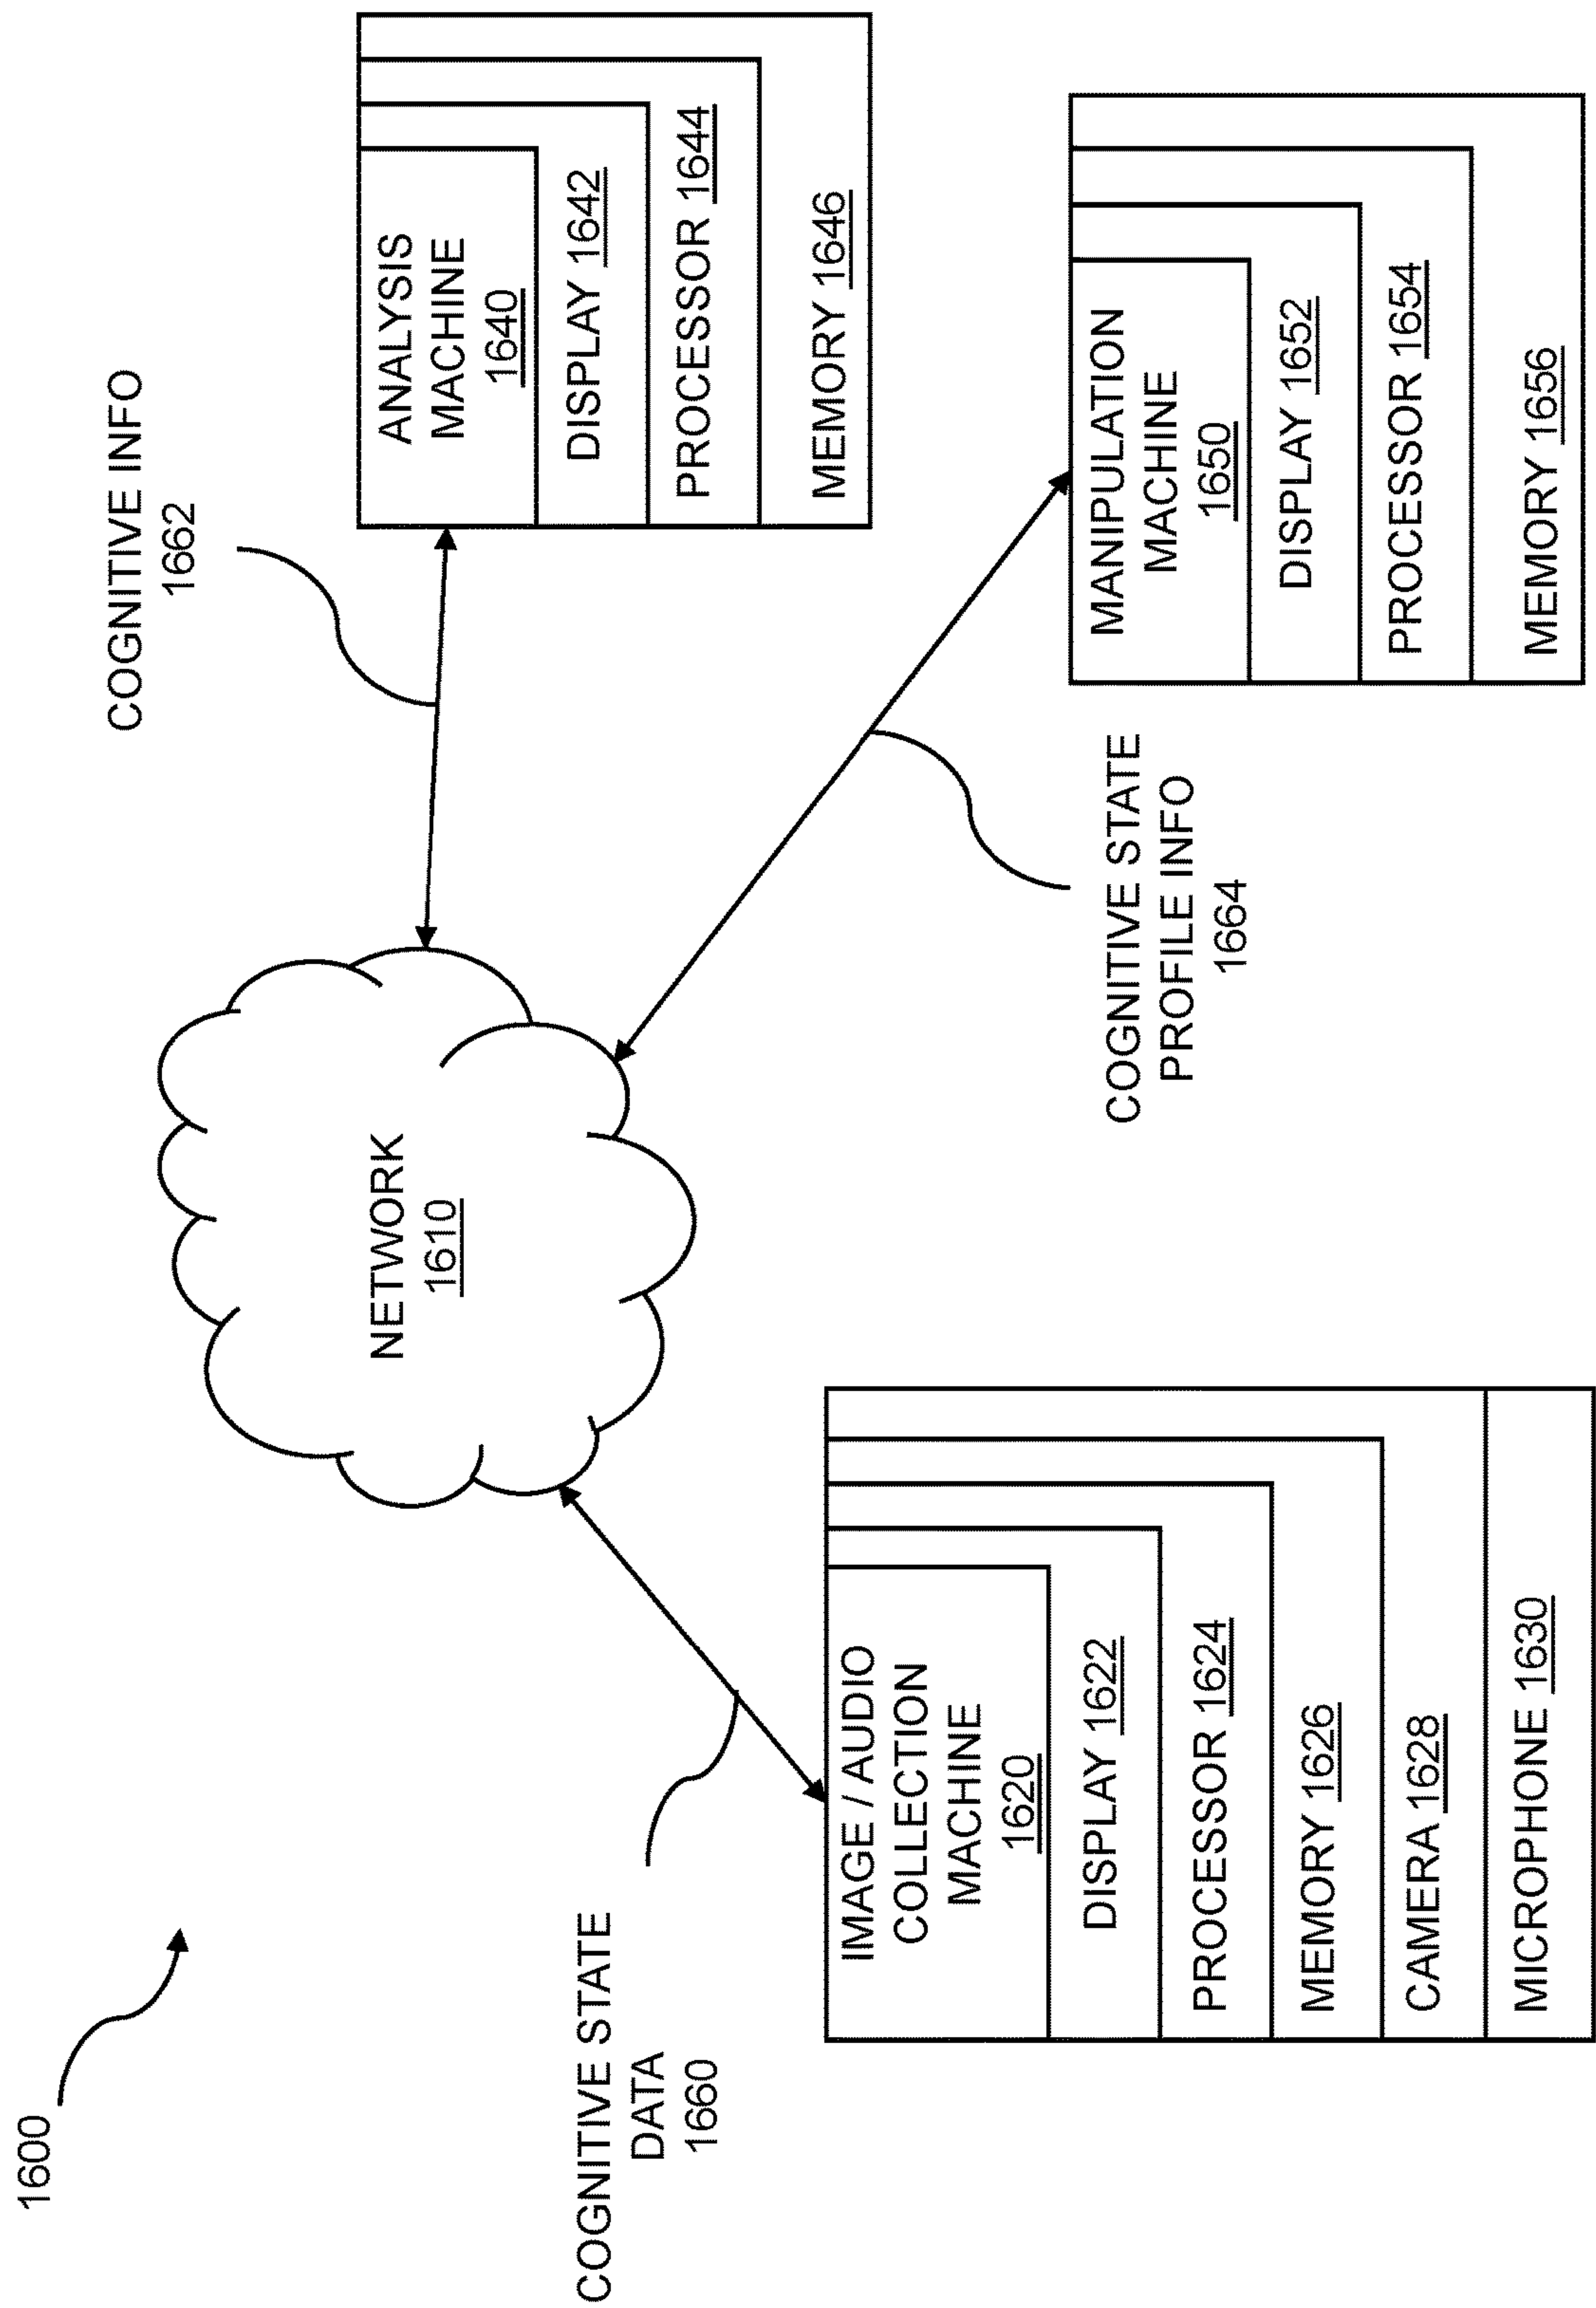 1600
NETWORK
1610
COGNITIVE INFO
1662
ANALYSIS
MACHINE
1640
DISPLAY 1642
PROCESSOR 1644
MEMORY 1646
COGNITIVE STATE
DATA
1660
IMAGE / AUDIO
COLLECTION
MACHINE
1620
DISPLAY 1622
PROCESSOR 1624
MEMORY 1626
CAMERA 1628
MICROPHONE 1630
COGNITIVE STATE
PROFILE INFO
1664
MANIPULATION
MACHINE
1650
DISPLAY 1652
PROCESSOR 1654
MEMORY 1656